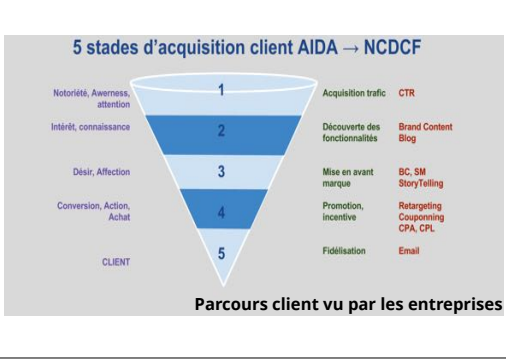 5 stades d'acquisition client AIDA → NCDCF
Notoriété, Awerness,
attention
1
Acquisition trafic
CTR
Intérêt, connaissance
2
Découverte des
fonctionnalités
Brand Content
Blog
Désir, Affection
3
Mise en avant
marque
BC, SM
StoryTelling
Conversion, Action,
Achat
4
Promotion,
incentive
Retargeting
Couponning
CPA, CPL
CLIENT
5
Fidélisation
Email
Parcours client vu par les entreprises